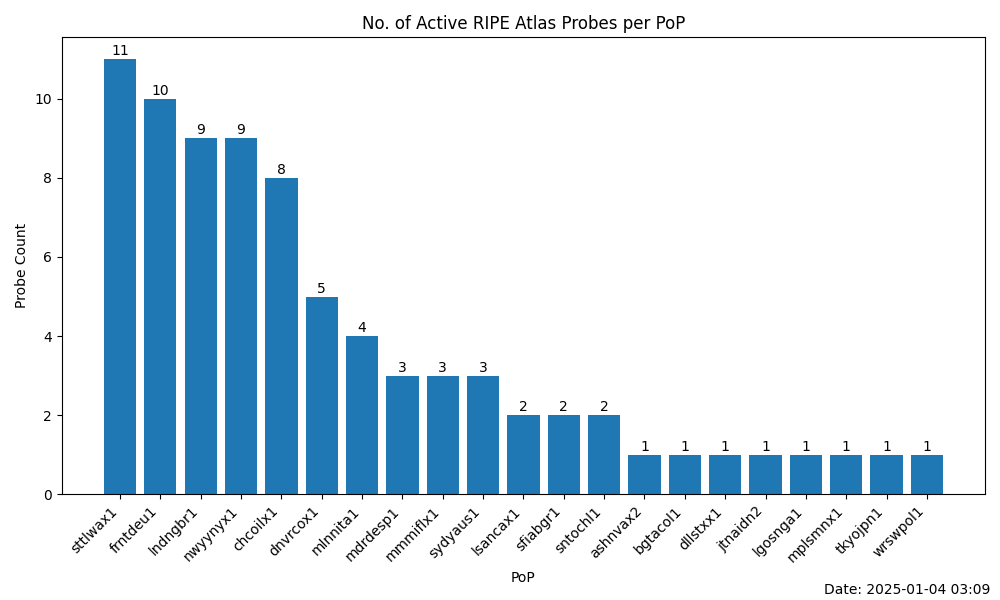 No. of Active RIPE Atlas Probes per PoP
Probe Count
10
8
6
4
2
0
11
10
9
9
8
5
4
3
3
3
2
2
2
1
1
1
1
1
1
1
1
sttlwax1
frntdeu1
lndngbr1
nwyynyx1
chcoilx1
dnvrcox1
mlnnita1
mdrdesp1
mmmiflx1
sydyaus1
lsancax1
sfiabgr1
sntochl1
ashnvax2
bgtacol1
dllstxx1
jtnaidn2
lgosnga1
mplsmnx1
tkyojpn1
wrswpol1
PoP
Date: 2025-01-04 03:09